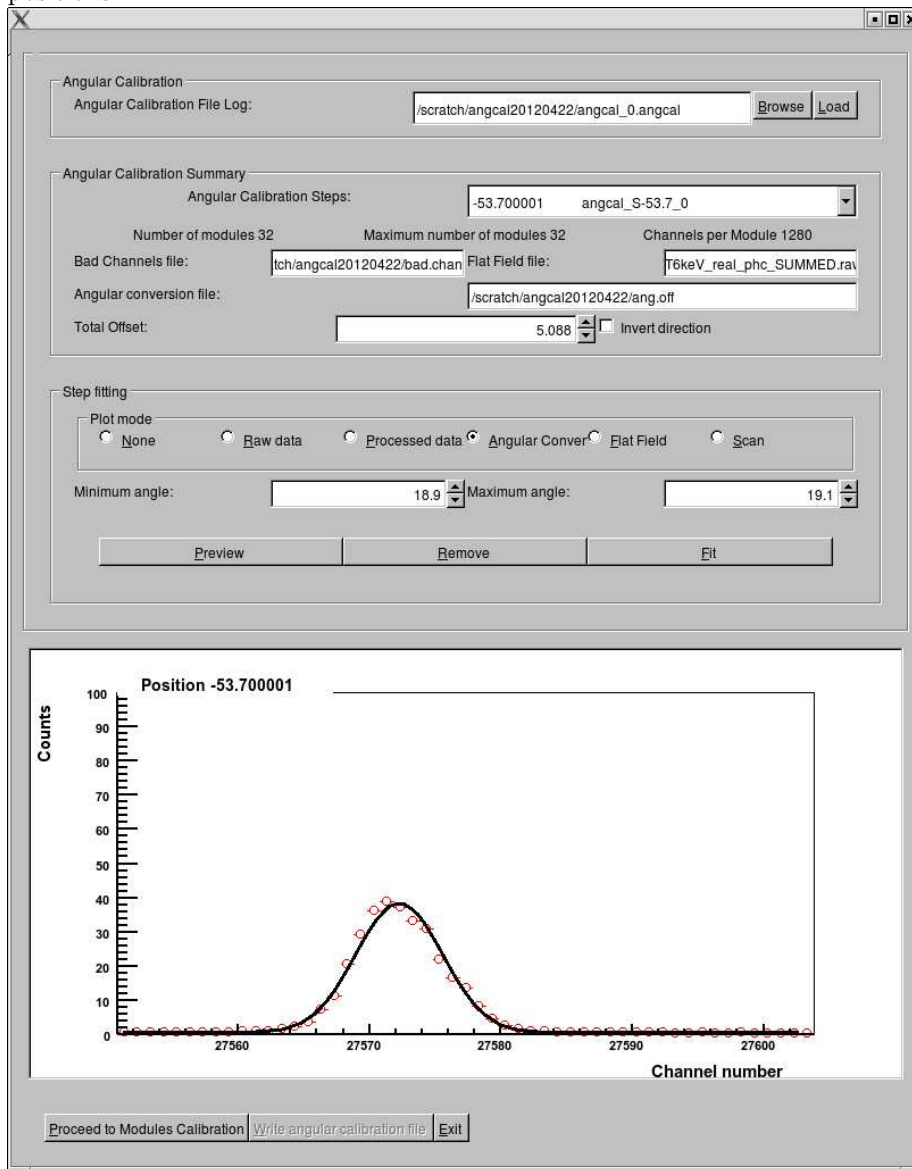 Angular Calibration
Angular Calibration File Log:
/scratch/angcal20120422/angcal_0.angcal
Browse
Load
Angular Calibration Summary
Angular Calibration Steps:
-53.700001 angcal_S-53.7_0
Number of modules 32
Maximum number of modules 32
Channels per Module 1280
Bad Channels file:
tch/angcal20120422/bad.chan
Flat Field file:
T6keV_real_phc_SUMMED.rav
Angular conversion file:
/scratch/angcal20120422/ang.off
Total Offset:
5.088
Invert direction
Step fitting
Plot mode
None
Raw data
Processed data
Angular Conver
Flat Field
Scan
Minimum angle:
18.9
Maximum angle:
19.1
Preview
Remove
Fit
Position -53.700001
Counts
100
90
80
70
60
50
40
30
20
10
0
27560
27570
27580
27590
27600
Channel number
Proceed to Modules Calibration
Write angular calibration file
Exit